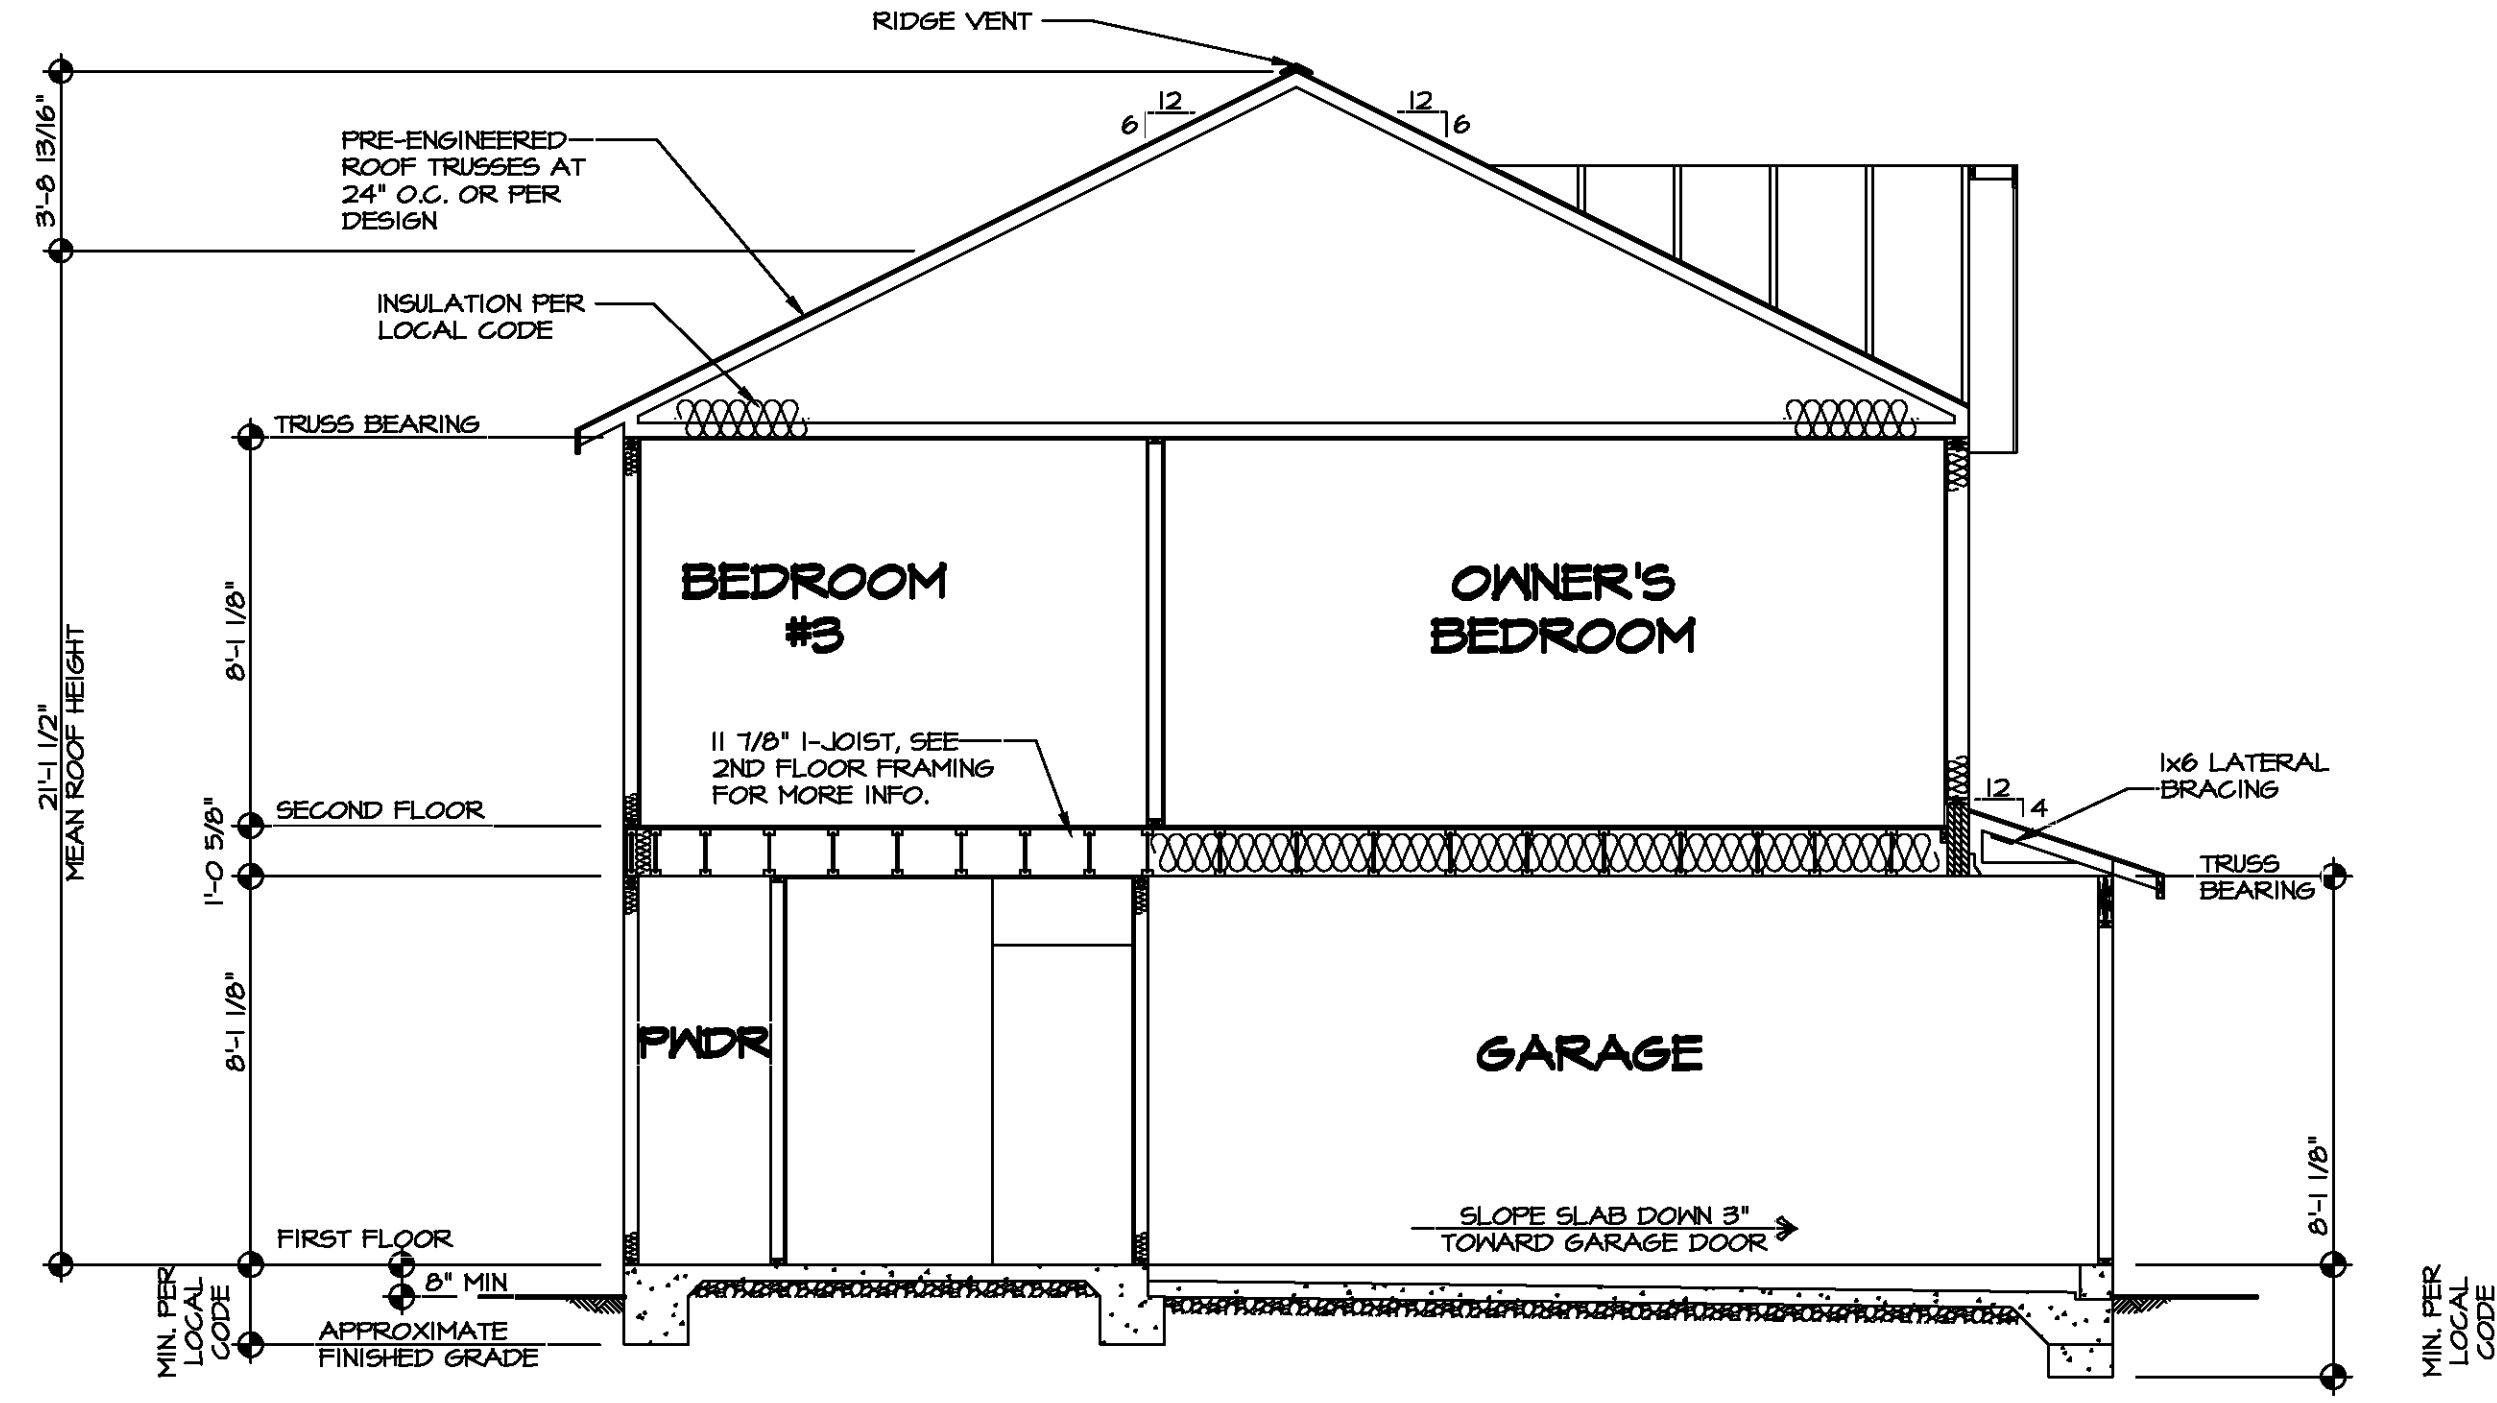 RIDGE VENT
12
6
12
6
3'-8 13/16"
PRE-ENGINEERED
ROOF TRUSSES AT
24" O.C. OR PER
DESIGN
INSULATION PER
LOCAL CODE
TRUSS BEARING
8'-1 1/8"
BEDROOM
#3
OWNER'S
BEDROOM
21'-1 1/2"
MEAN ROOF HEIGHT
11 7/8" I-JOIST, SEE
2ND FLOOR FRAMING
FOR MORE INFO.
1x6 LATERAL
BRACING
12
4
SECOND FLOOR
1'-0 5/8"
TRUSS
BEARING
8'-1 1/8"
PWDR
GARAGE
8'-1 1/8"
SLOPE SLAB DOWN 3"
TOWARD GARAGE DOOR
FIRST FLOOR
8" MIN
MIN. PER
LOCAL
CODE
APPROXIMATE
FINISHED GRADE
MIN. PER
LOCAL
CODE